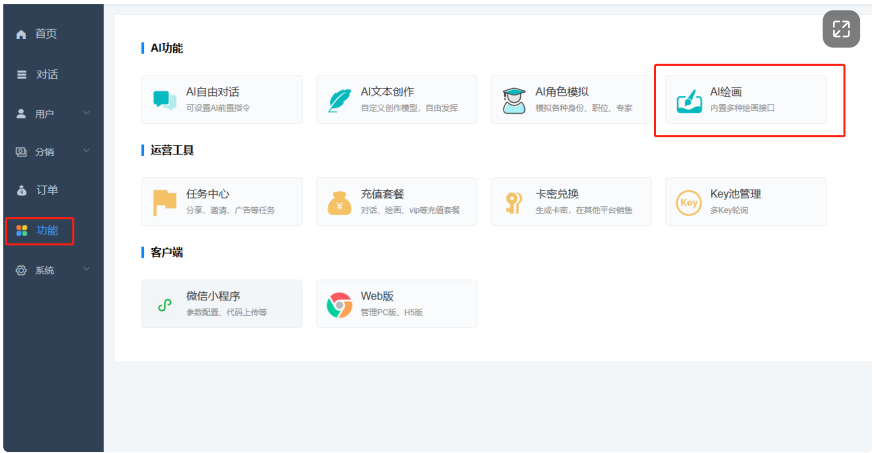 首页
对话
用户
分销
订单
功能
系统
AI功能
AI自由对话
可设置AI前置指令
AI文本创作
自定义创作模型，自由发挥
AI角色模拟
模拟各种身份、职位、专家
AI绘画
内置多种绘画接口
运营工具
任务中心
分享、邀请、广告等任务
充值套餐
对话、绘画、vip等充值套餐
卡密兑换
生成卡密，在其他平台销售
Key
Key池管理
多Key轮询
客户端
微信小程序
参数配置、代码上传等
Web版
管理PC版、H5版